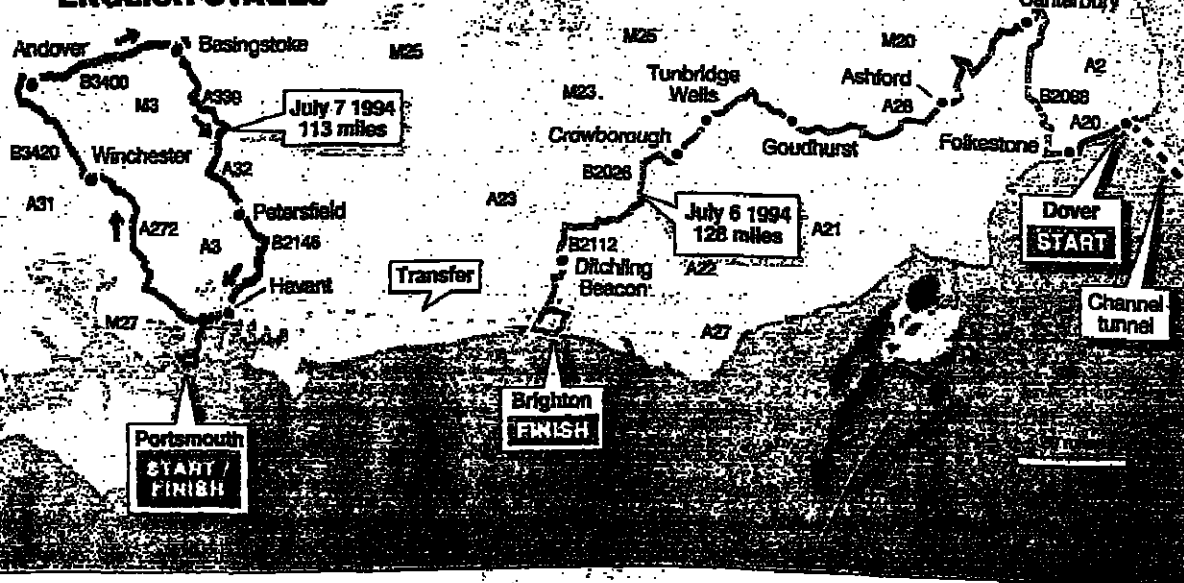 ENGLISH STAGES
Canterbury
Andover
Basingstoke
M25
M25
M20
B3400
M3
A339
July 7 1994
113 miles
M23
Tunbridge
Wells
Ashford
A28
A2
B2068
A20
B3420
Winchester
A32
Crowborough
Goudhurst
Folkestone
B2026
A31
A272
Petersfield
A3
B2146
A23
July 6 1994
128 miles
A21
Dover
START
B2112
Ditchling
Beacon
A22
Havant
Transfer
Channel
tunnel
M27
A27
Brighton
FINISH
Portsmouth
START /
FINISH